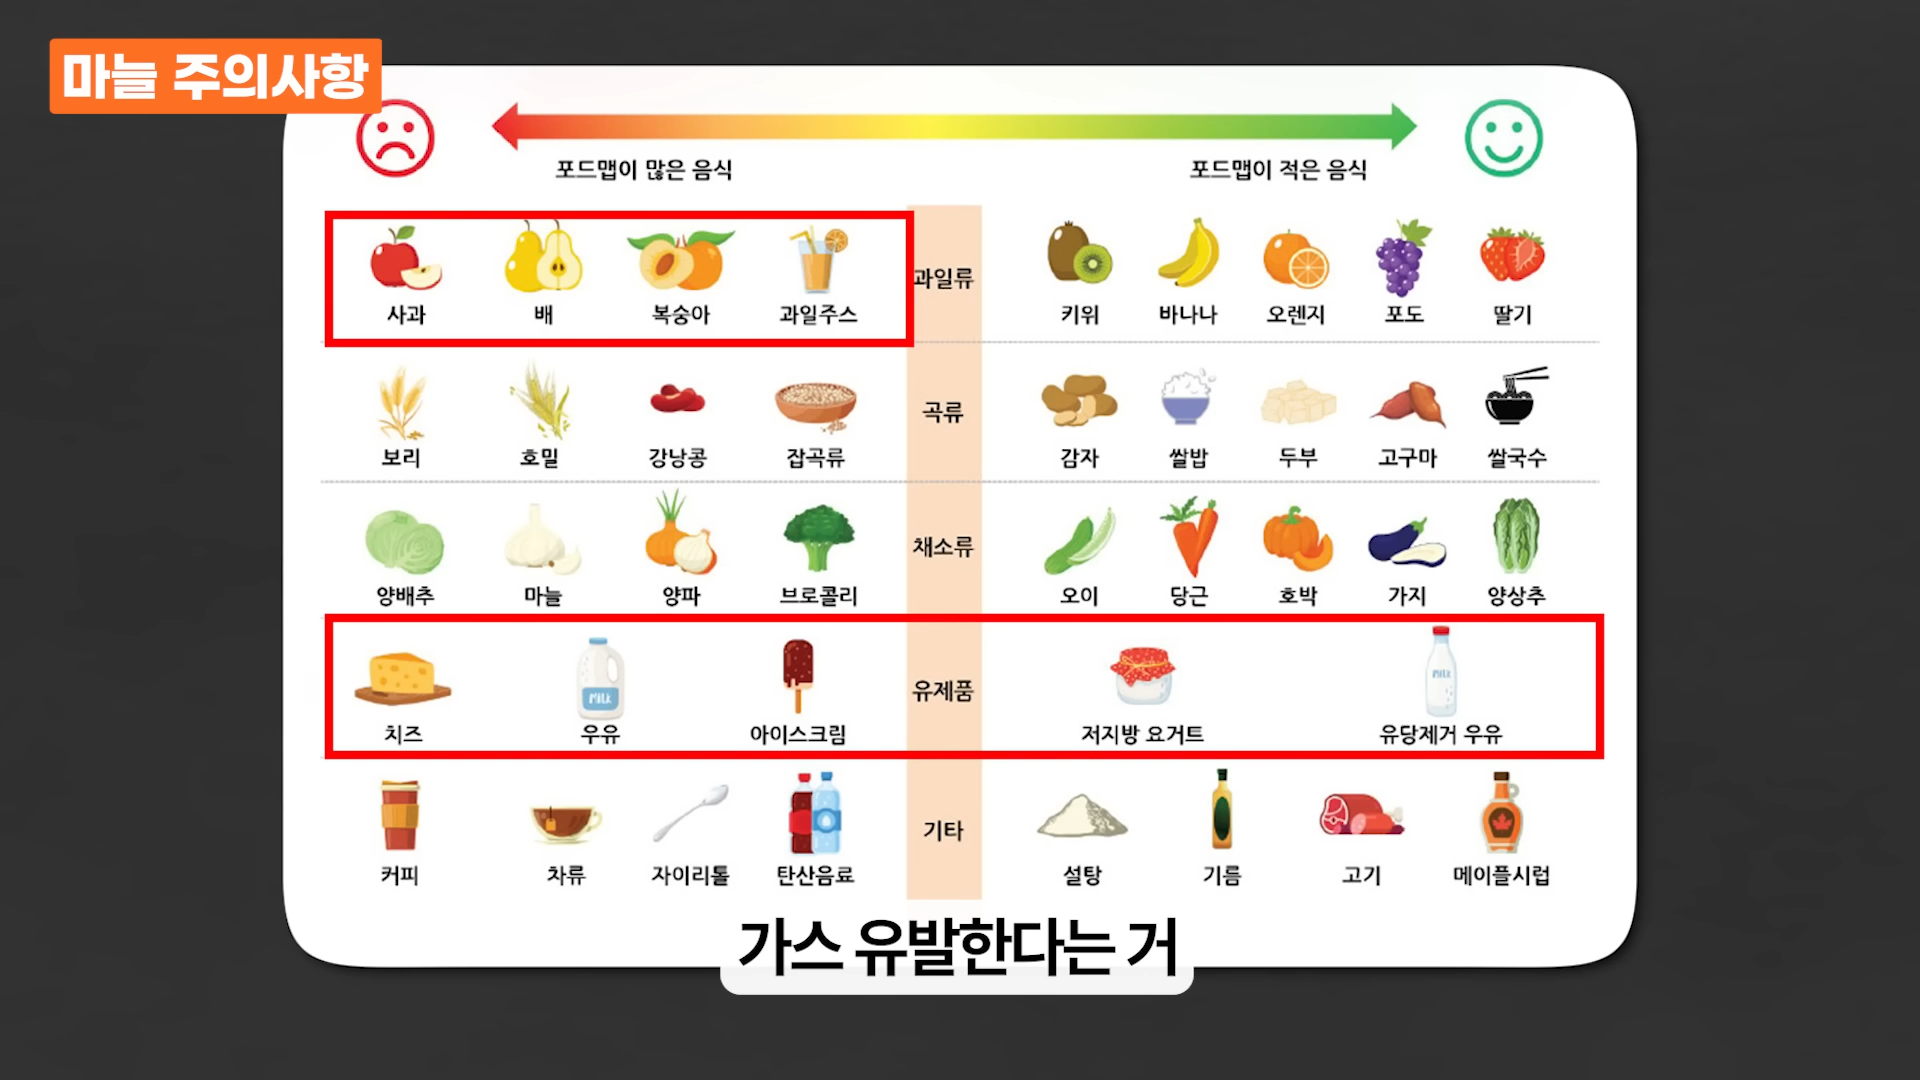 마늘 주의사항
포드맵이 많은 음식
포드맵이 적은 음식
사과 배 복숭아 과일주스 과일류 키위 바나나 오렌지 포도 딸기
보리 호밀 강낭콩 잡곡류 곡류 감자 쌀밥 두부 고구마 쌀국수
양배추 마늘 양파 브로콜리 채소류 오이 당근 호박 가지 양상추
MILK
MILK
치즈 우유 아이스크림 유제품 저지방 요거트 유당제거 우유
커피 차류 자이리톨 탄산음료 기타 설탕 기름 고기 메이플시럽
가스 유발한다는 거